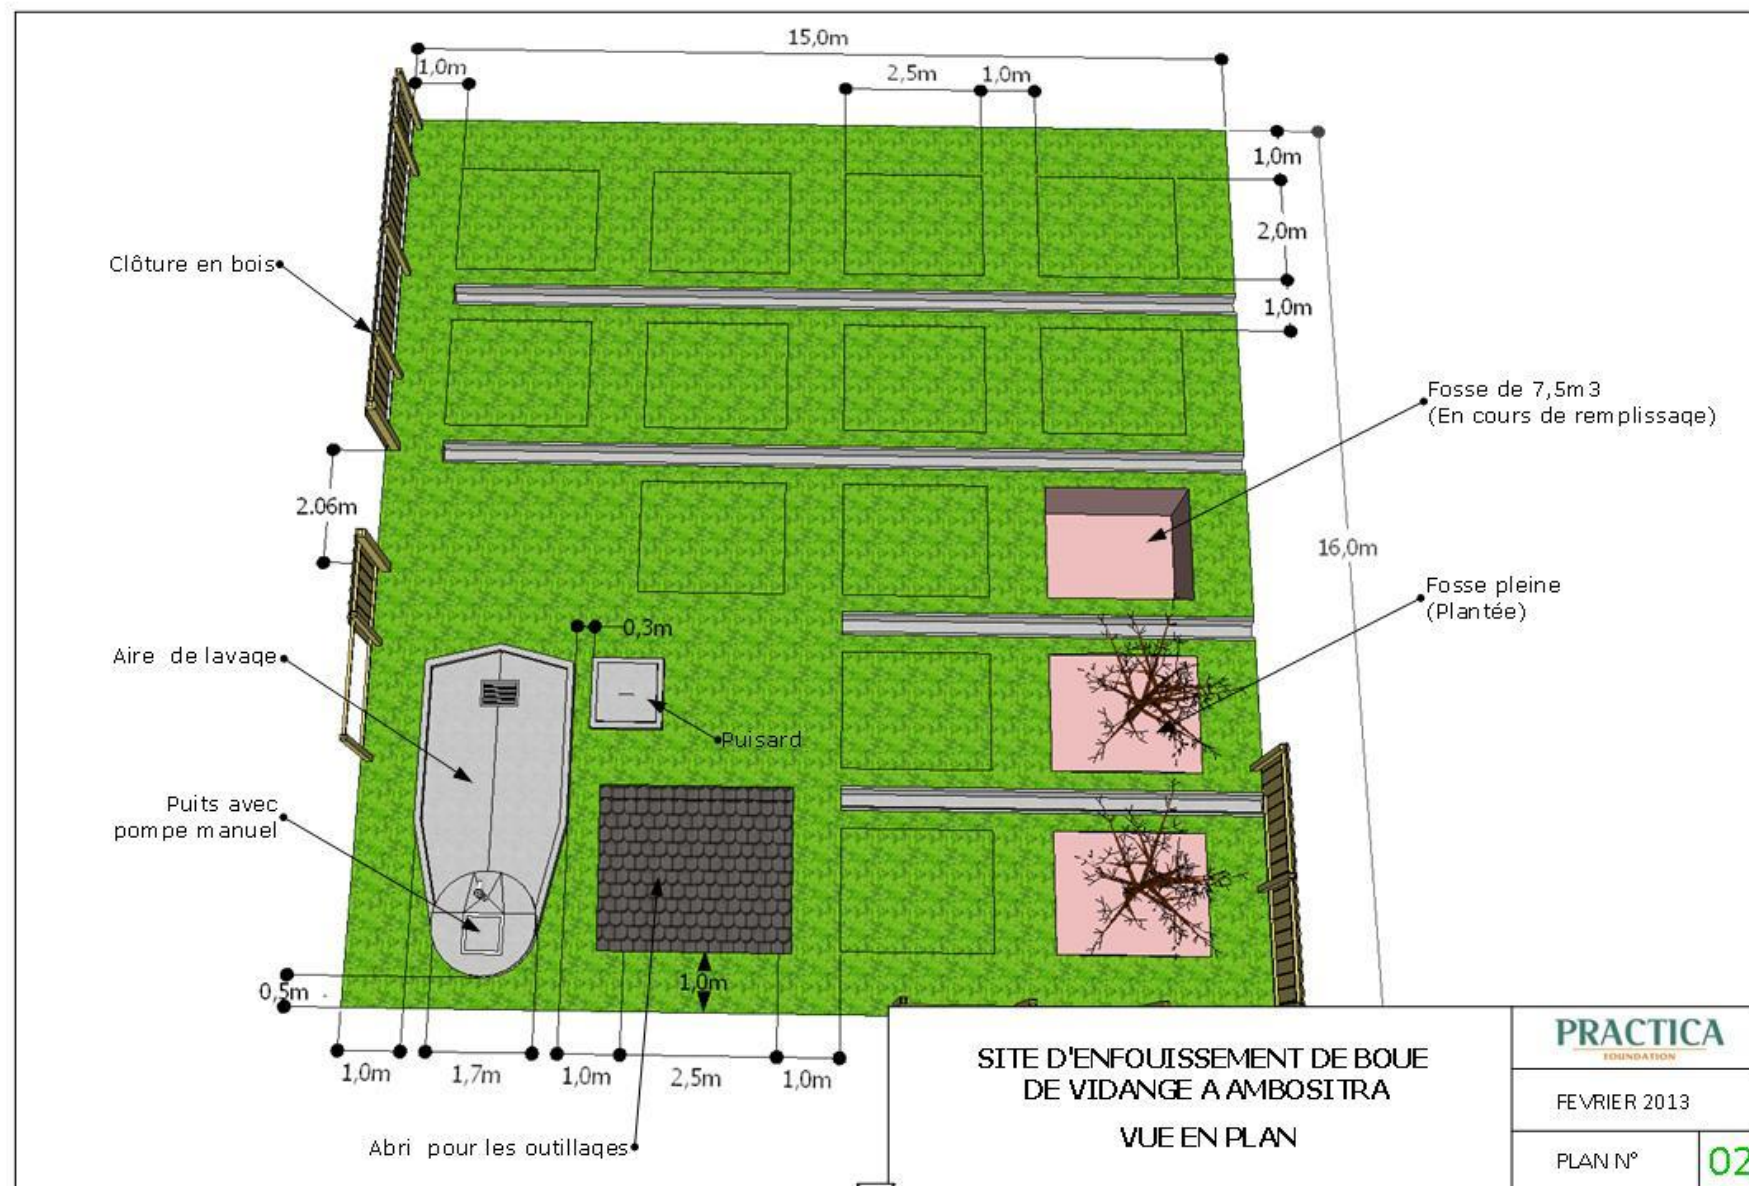 15,0m
1,0m
2,5m
1,0m
1,0m
2,0m
1,0m
Clôture en bois
Fosse de 7,5m3
(En cours de remplissage)
2.06m
16,0m
Fosse pleine
(Plantée)
0,3m
Aire de lavage
Puisard
Puits avec
pompe manuel
1,0m
0,5m
1,0m
1,7m
1,0m
2,5m
1,0m
Abri pour les outillages
SITE D'ENFOUISSEMENT DE BOUE
DE VIDANGE A AMBOSITRA
VUE EN PLAN
PRACTICA
FOUNDATION
FEVRIER 2013
PLAN N°
02